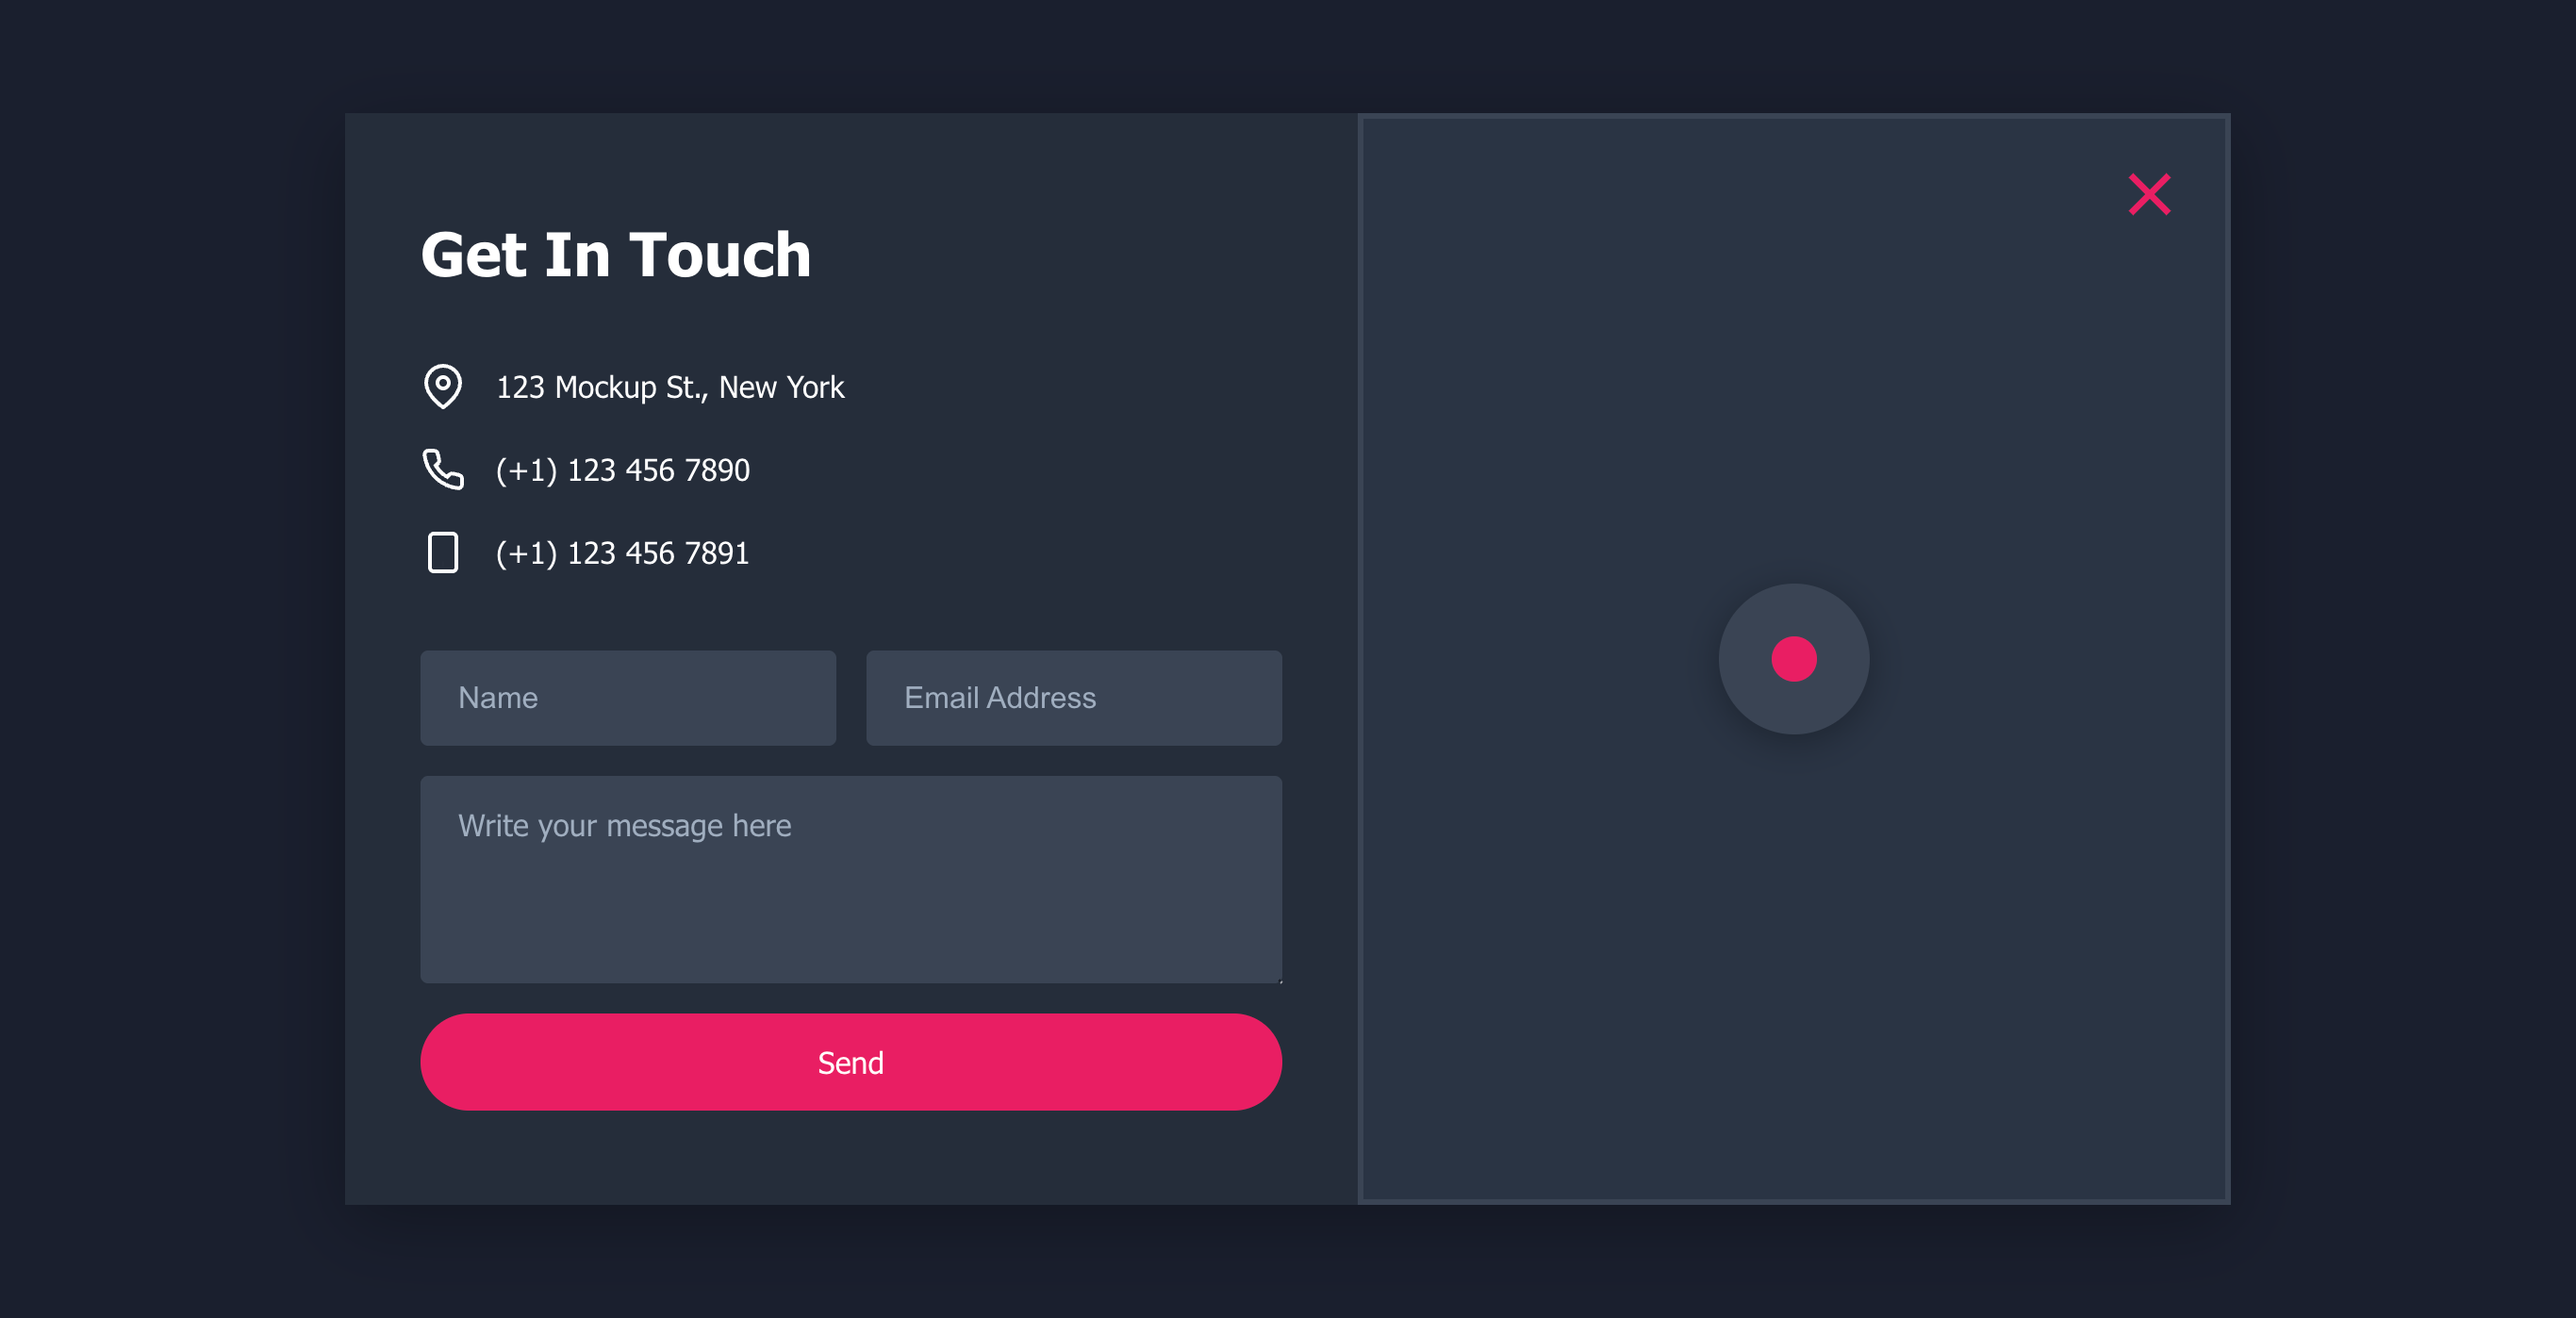 Get In Touch
123 Mockup St., New York
(+1) 123 456 7890
(+1) 123 456 7891
Name
Email Address
Write your message here
Send